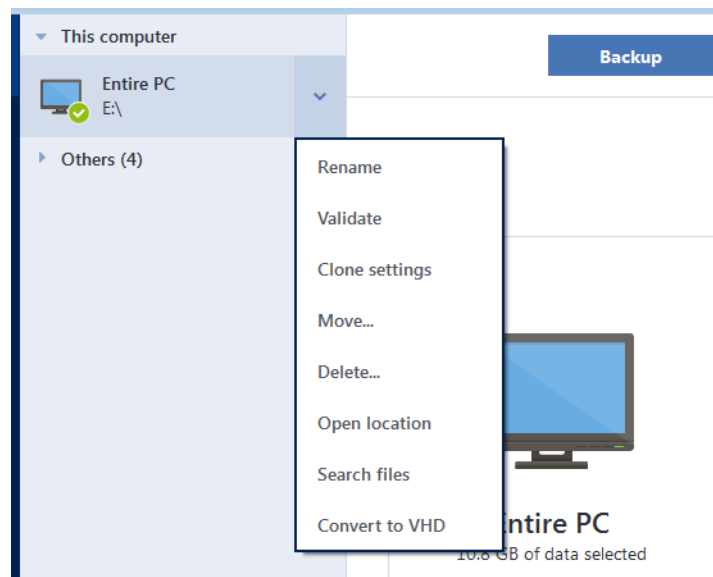 This computer
Backup
Entire PC
E:\
Others (4)
Rename
Validate
Clone settings
Move...
Delete...
Open location
Search files
Convert to VHD
ntire PC
10.8 GB of data selected